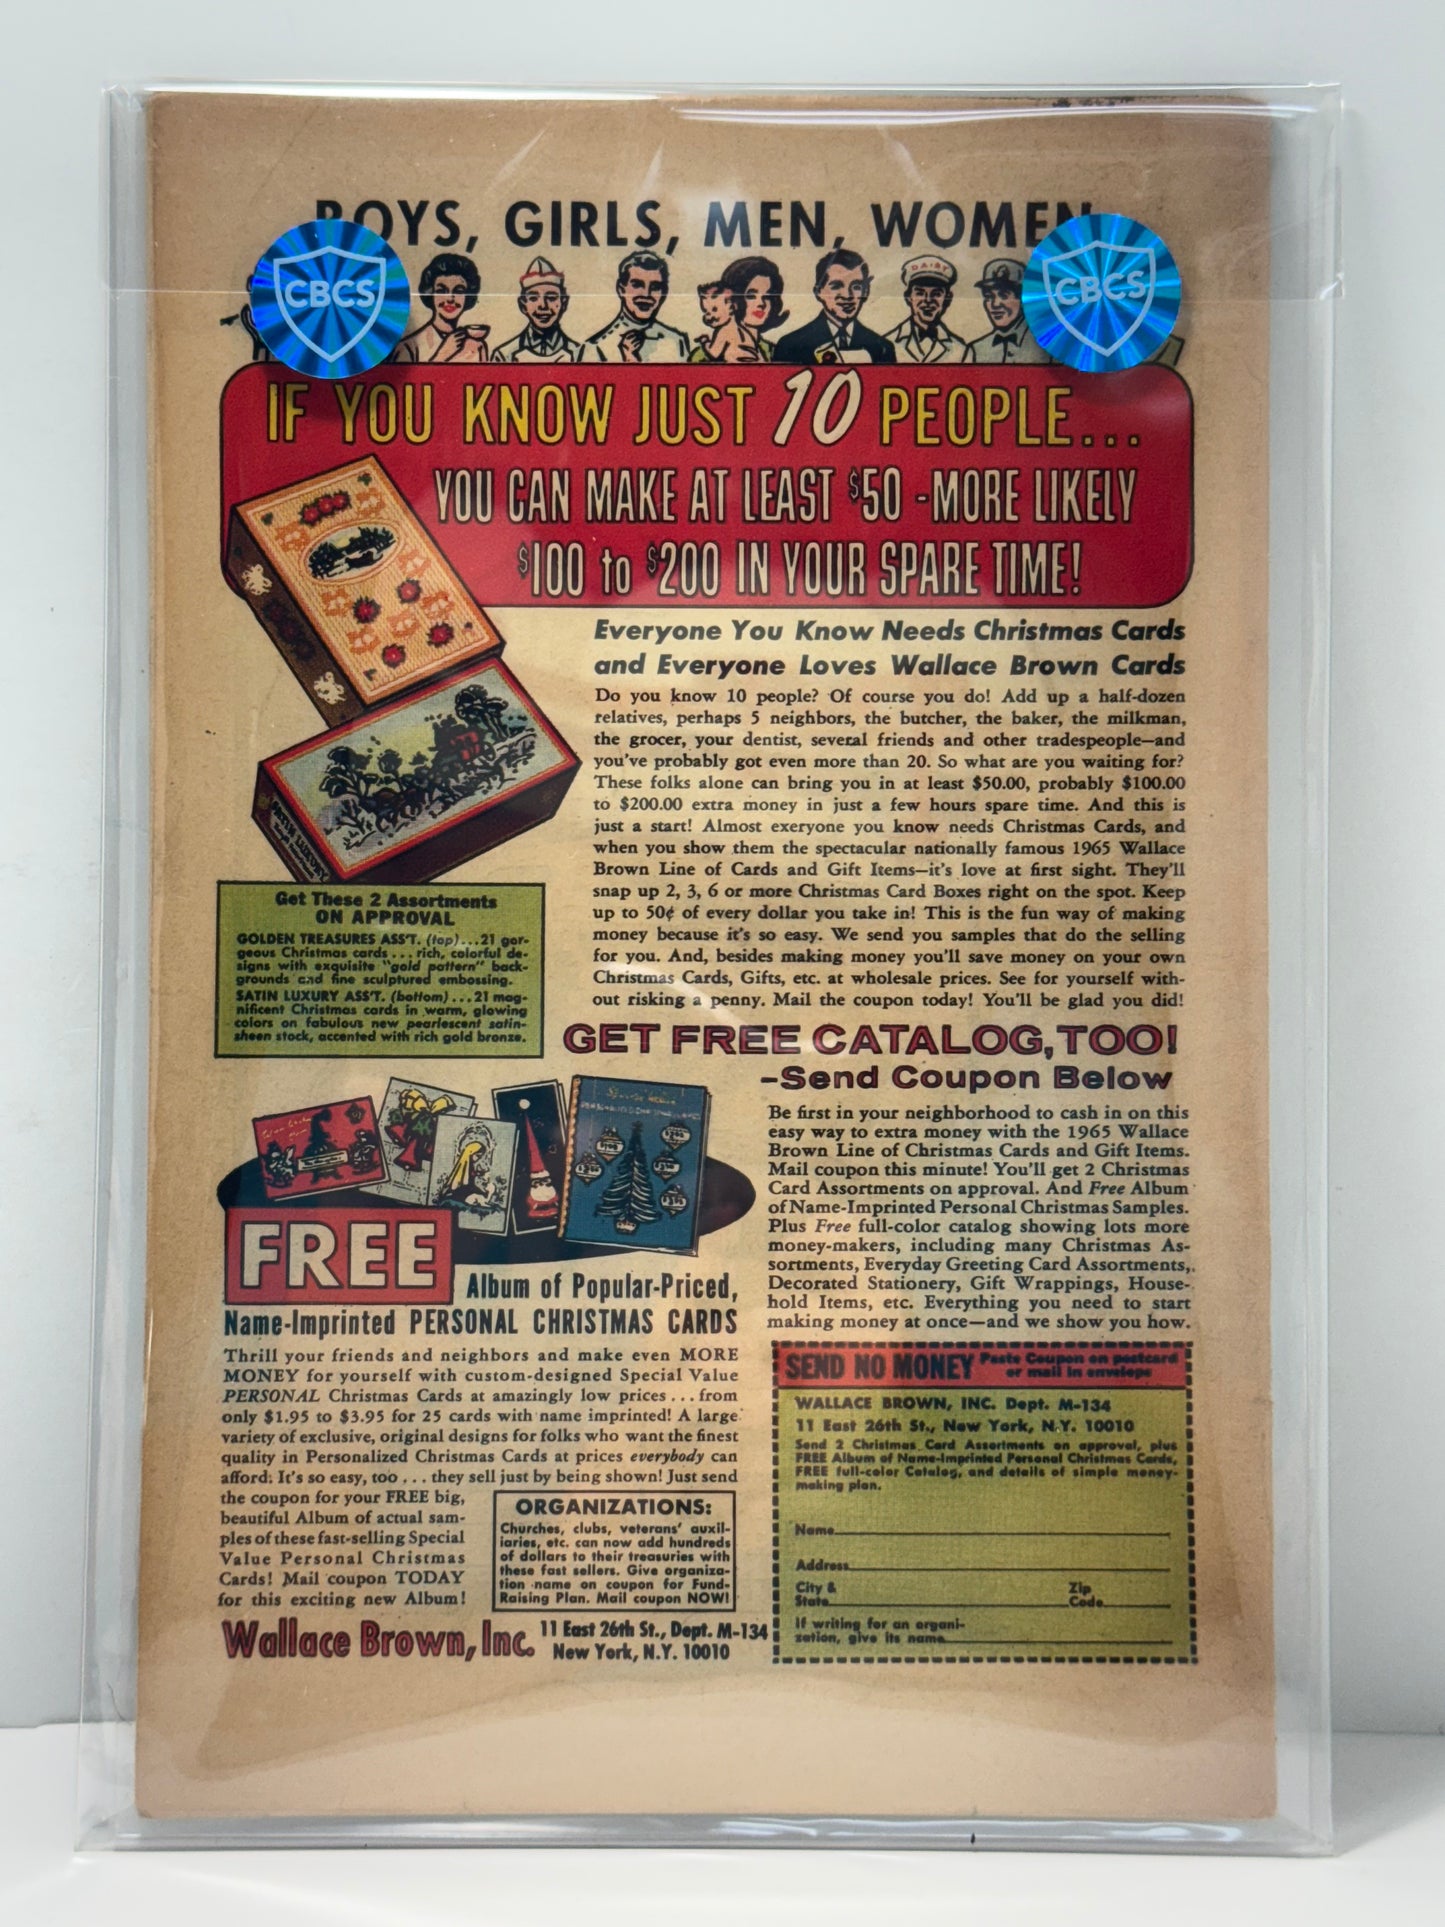 BOYS, GIRLS, MEN, WOMEN
CBCS
DAIRY
CBCS
IF YOU KNOW JUST 10 PEOPLE...
YOU CAN MAKE AT LEAST $50 - MORE LIKELY
$100 to $200 IN YOUR SPARE TIME!
Everyone You Know Needs Christmas Cards
and Everyone Loves Wallace Brown Cards
Do you know 10 people? Of course you do! Add up a half-dozen
relatives, perhaps 5 neighbors, the butcher, the baker, the milkman,
the grocer, your dentist, several friends and other tradespeople—and
you've probably got even more than 20. So what are you waiting for?
These folks alone can bring you in at least $50.00, probably $100.00
to $200.00 extra money in just a few hours spare time. And this is
just a start! Almost exeryone you know needs Christmas Cards, and
when you show them the spectacular nationally famous 1965 Wallace
Brown Line of Cards and Gift Items—it's love at first sight. They'll
snap up 2, 3, 6 or more Christmas Card Boxes right on the spot. Keep
up to 50¢ of every dollar you take in! This is the fun way of making
money because it's so easy. We send you samples that do the selling
for you. And, besides making money you'll save money on your own
Christmas Cards, Gifts, etc. at wholesale prices. See for yourself with-
out risking a penny. Mail the coupon today! You'll be glad you did!
SATIN LUXURY
Get These 2 Assortments
ON APPROVAL
GOLDEN TREASURES ASS'T. (top)...21 gor-
geous Christmas cards... rich, colorful de-
signs with exquisite "gold pattern" back-
grounds and fine sculptured embossing.
SATIN LUXURY ASS'T. (bottom)...21 mag-
nificent Christmas cards in warm, glowing
colors on fabulous new pearlescent satin-
sheen stock, accented with rich gold bronze.
GET FREE CATALOG, TOO!
–Send Coupon Below
Be first in your neighborhood to cash in on this
easy way to extra money with the 1965 Wallace
Brown Line of Christmas Cards and Gift Items.
Mail coupon this minute! You'll get 2 Christmas
Card Assortments on approval. And Free Album
of Name-Imprinted Personal Christmas Samples.
Plus Free full-color catalog showing lots more
money-makers, including many Christmas As-
sortments, Everyday Greeting Card Assortments,
Decorated Stationery, Gift Wrappings, House-
hold Items, etc. Everything you need to start
making money at once—and we show you how.
FREE
Album of Popular-Priced,
Name-Imprinted PERSONAL CHRISTMAS CARDS
Thrill your friends and neighbors and make even MORE
MONEY for yourself with custom-designed Special Value
PERSONAL Christmas Cards at amazingly low prices... from
only $1.95 to $3.95 for 25 cards with name imprinted! A large
variety of exclusive, original designs for folks who want the finest
quality in Personalized Christmas Cards at prices everybody can
afford. It's so easy, too... they sell just by being shown! Just send
the coupon for your FREE big,
beautiful Album of actual sam-
ples of these fast-selling Special
Value Personal Christmas
Cards! Mail coupon TODAY
for this exciting new Album!
ORGANIZATIONS:
Churches, clubs, veterans' auxil-
iaries, etc. can now add hundreds
of dollars to their treasuries with
these fast sellers. Give organiza-
tion name on coupon for Fund-
Raising Plan. Mail coupon NOW!
Wallace Brown, Inc. 11 East 26th St., Dept. M-134
New York, N.Y. 10010
SEND NO MONEY Paste Coupon on postcard
or mail in envelope
WALLACE BROWN, INC. Dept. M-134
11 East 26th St., New York, N.Y. 10010
Send 2 Christmas Card Assortments on approval, plus
FREE Album of Name-Imprinted Personal Christmas Cards,
FREE full-color Catalog, and details of simple money-
making plan.
Name
Address
City & Zip
State Code
If writing for an organi-
zation, give its name